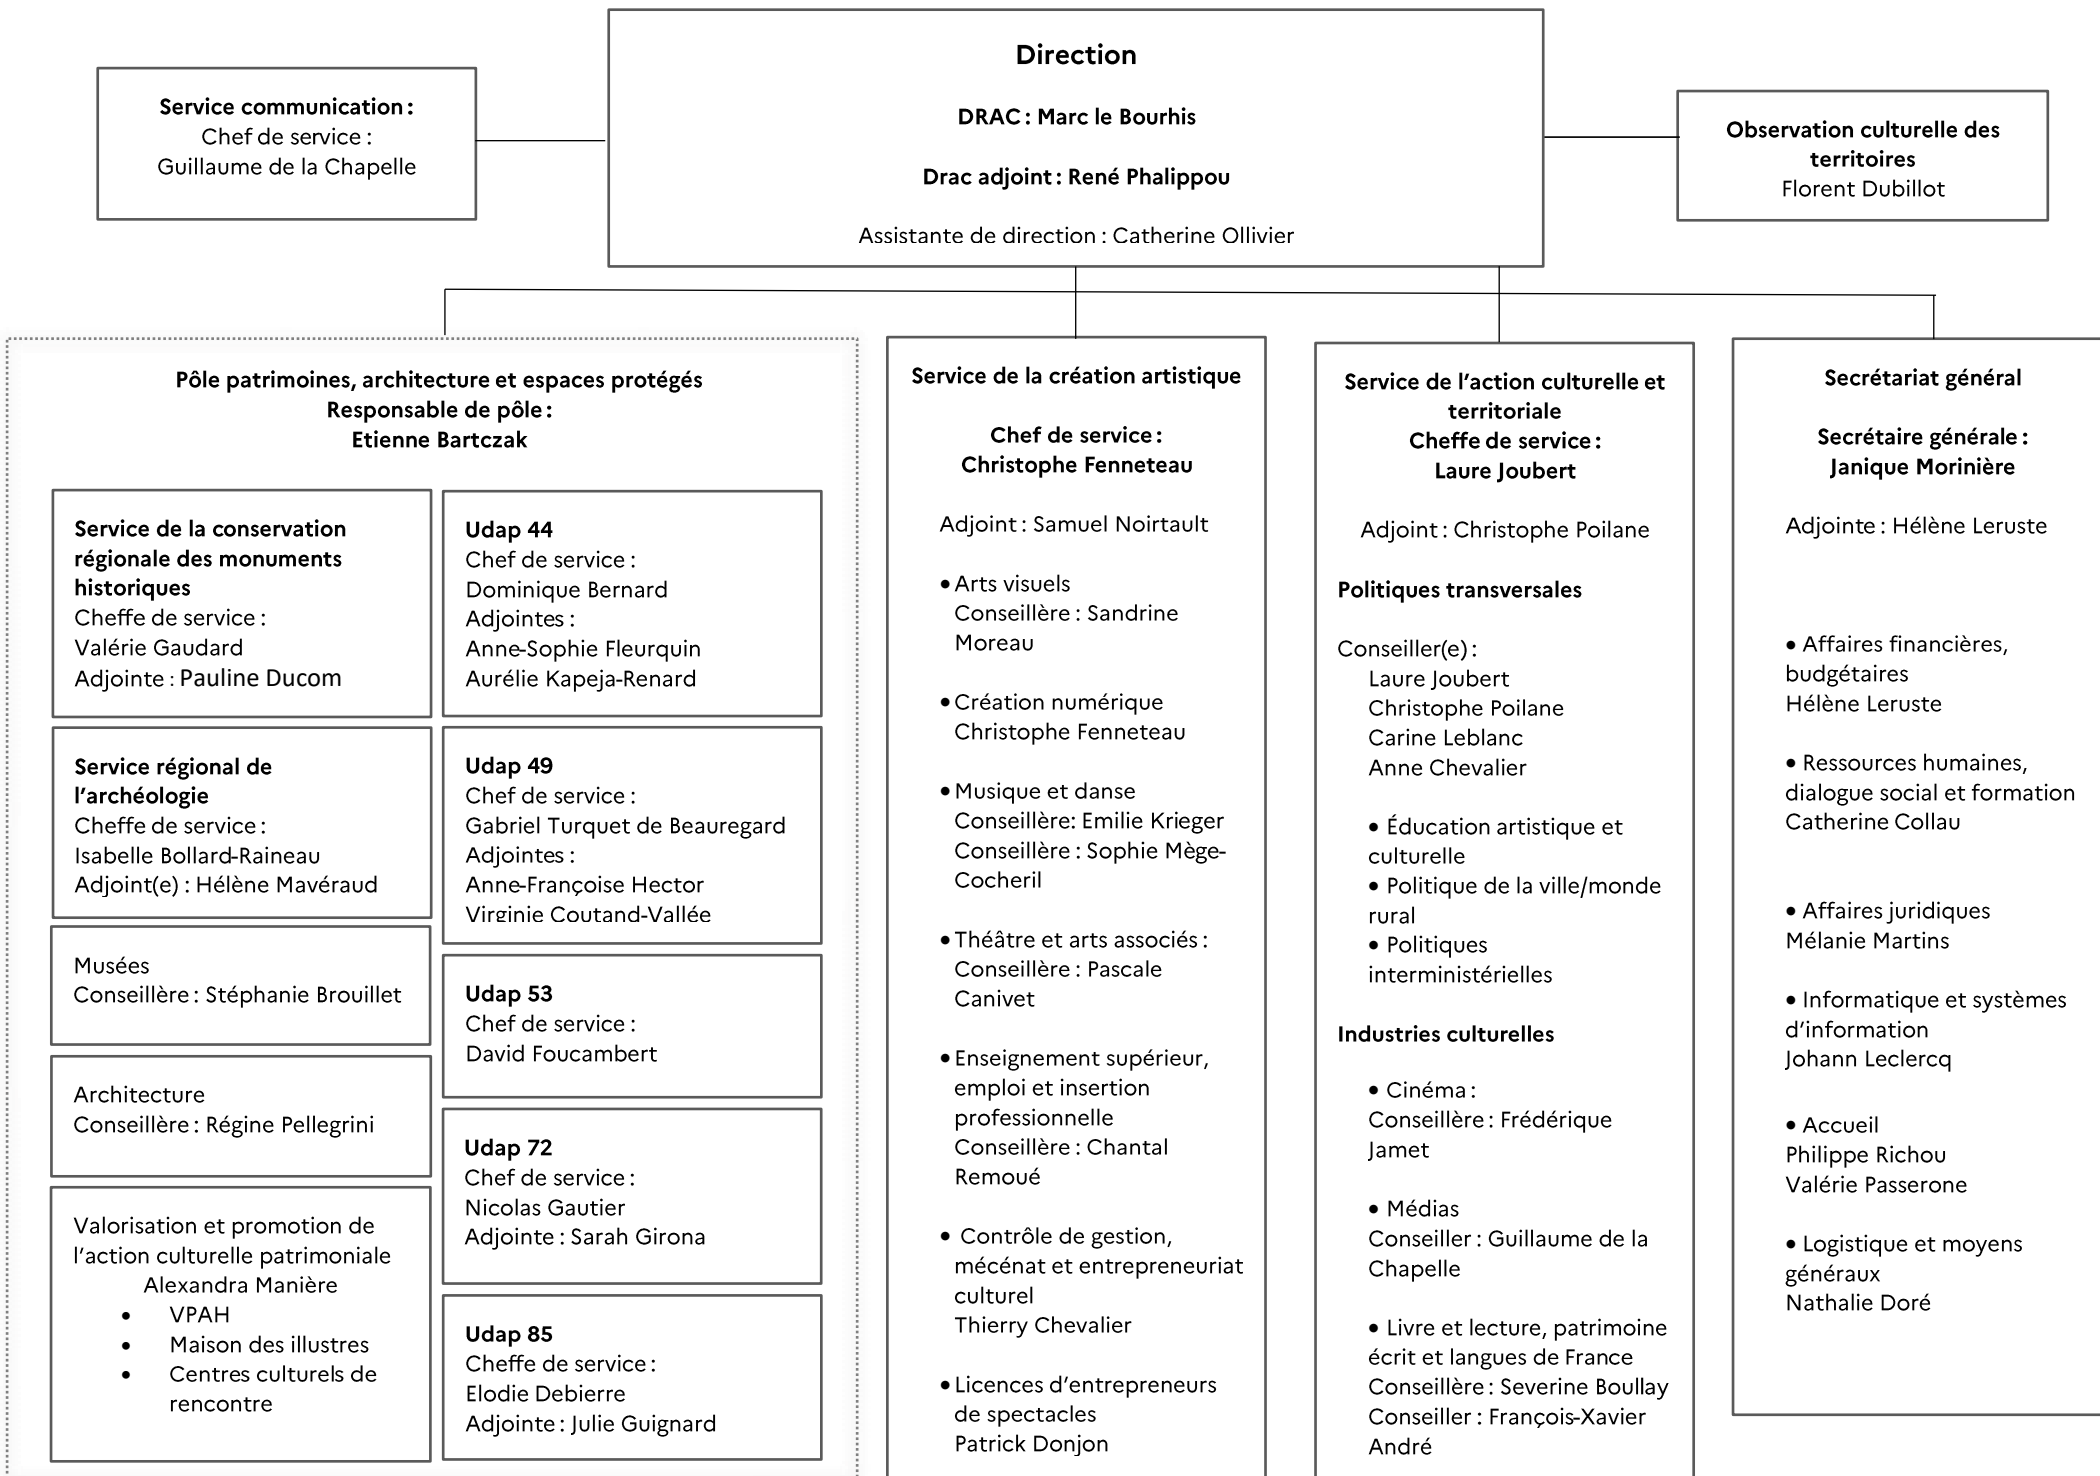 Direction
DRAC : Marc le Bourhis
Drac adjoint : René Phalippou
Assistante de direction : Catherine Ollivier
Service communication :
Chef de service :
Guillaume de la Chapelle
Observation culturelle des
territoires
Florent Dubillot
Pôle patrimoines, architecture et espaces protégés
Responsable de pôle :
Etienne Bartczak
Service de la conservation
régionale des monuments
historiques
Cheffe de service :
Valérie Gaudard
Adjointe : Pauline Ducom
Service régional de
l’archéologie
Cheffe de service :
Isabelle Bollard-Raineau
Adjoint(e) : Hélène Mavéraud
Musées
Conseillère : Stéphanie Brouillet
Architecture
Conseillère : Régine Pellegrini
Valorisation et promotion de
l’action culturelle patrimoniale
Alexandra Manière
• VPAH
• Maison des illustres
• Centres culturels de
rencontre
Udap 44
Chef de service :
Dominique Bernard
Adjointes :
Anne-Sophie Fleurquin
Aurélie Kapeja-Renard
Udap 49
Chef de service :
Gabriel Turquet de Beauregard
Adjointes :
Anne-Françoise Hector
Virginie Coutand-Vallée
Udap 53
Chef de service :
David Foucambert
Udap 72
Chef de service :
Nicolas Gautier
Adjointe : Sarah Girona
Udap 85
Cheffe de service :
Elodie Debierre
Adjointe : Julie Guignard
Service de la création artistique
Chef de service :
Christophe Fenneteau
Adjoint : Samuel Noirtault
• Arts visuels
Conseillère : Sandrine
Moreau
• Création numérique
Christophe Fenneteau
• Musique et danse
Conseillère: Emilie Krieger
Conseillère : Sophie Mège-
Cocheril
• Théâtre et arts associés :
Conseillère : Pascale
Canivet
• Enseignement supérieur,
emploi et insertion
professionnelle
Conseillère : Chantal
Remoué
• Contrôle de gestion,
mécénat et entrepreneuriat
culturel
Thierry Chevalier
• Licences d’entrepreneurs
de spectacles
Patrick Donjon
Service de l’action culturelle et
territoriale
Cheffe de service :
Laure Joubert
Adjoint : Christophe Poilane
Politiques transversales
Conseiller(e) :
Laure Joubert
Christophe Poilane
Carine Leblanc
Anne Chevalier
• Éducation artistique et
culturelle
• Politique de la ville/monde
rural
• Politiques
interministérielles
Industries culturelles
• Cinéma :
Conseillère : Frédérique
Jamet
• Médias
Conseiller : Guillaume de la
Chapelle
• Livre et lecture, patrimoine
écrit et langues de France
Conseillère : Severine Boullay
Conseiller : François-Xavier
André
Secrétariat général
Secrétaire générale :
Janique Morinière
Adjointe : Hélène Leruste
• Affaires financières,
budgétaires
Hélène Leruste
• Ressources humaines,
dialogue social et formation
Catherine Collau
• Affaires juridiques
Mélanie Martins
• Informatique et systèmes
d’information
Johann Leclercq
• Accueil
Philippe Richou
Valérie Passerone
• Logistique et moyens
généraux
Nathalie Doré